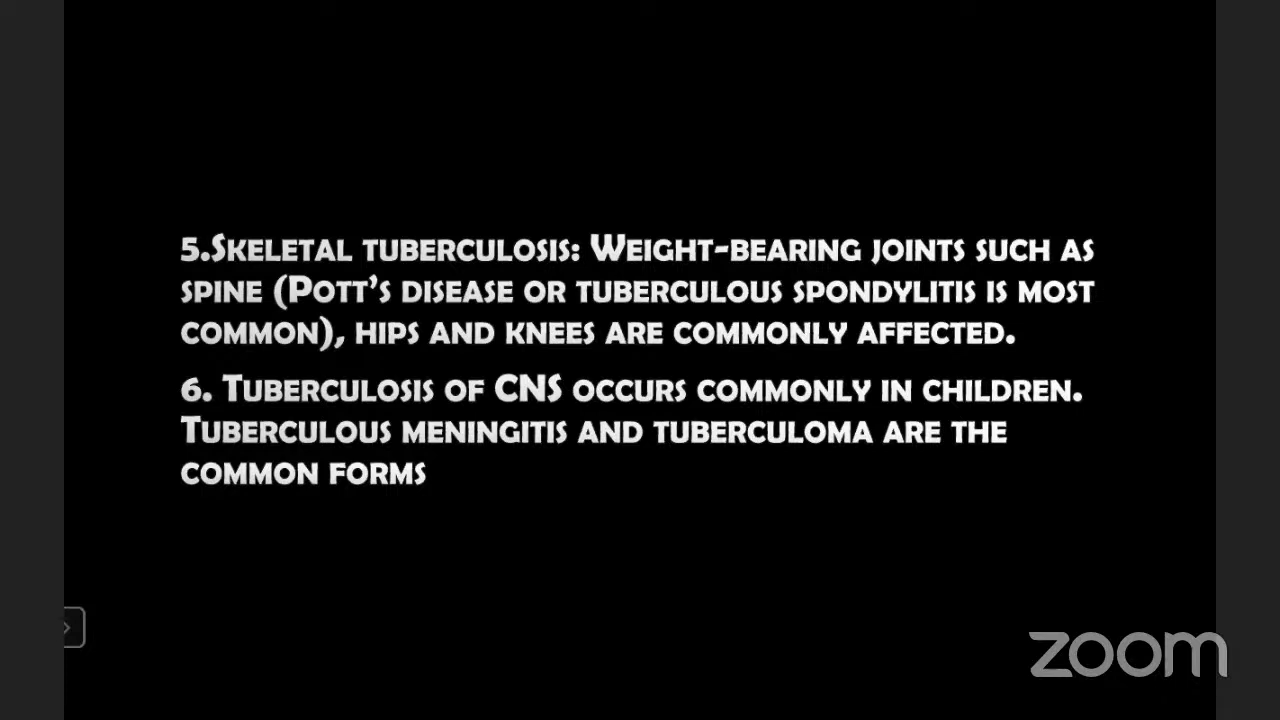 5.Skeletal tuberculosis: Weight-bearing joints such as
spine (Pott's disease or tuberculous spondylitis is most
common), hips and knees are commonly affected.
6. Tuberculosis of CNS occurs commonly in children.
Tuberculous meningitis and tuberculoma are the
common forms
zoom